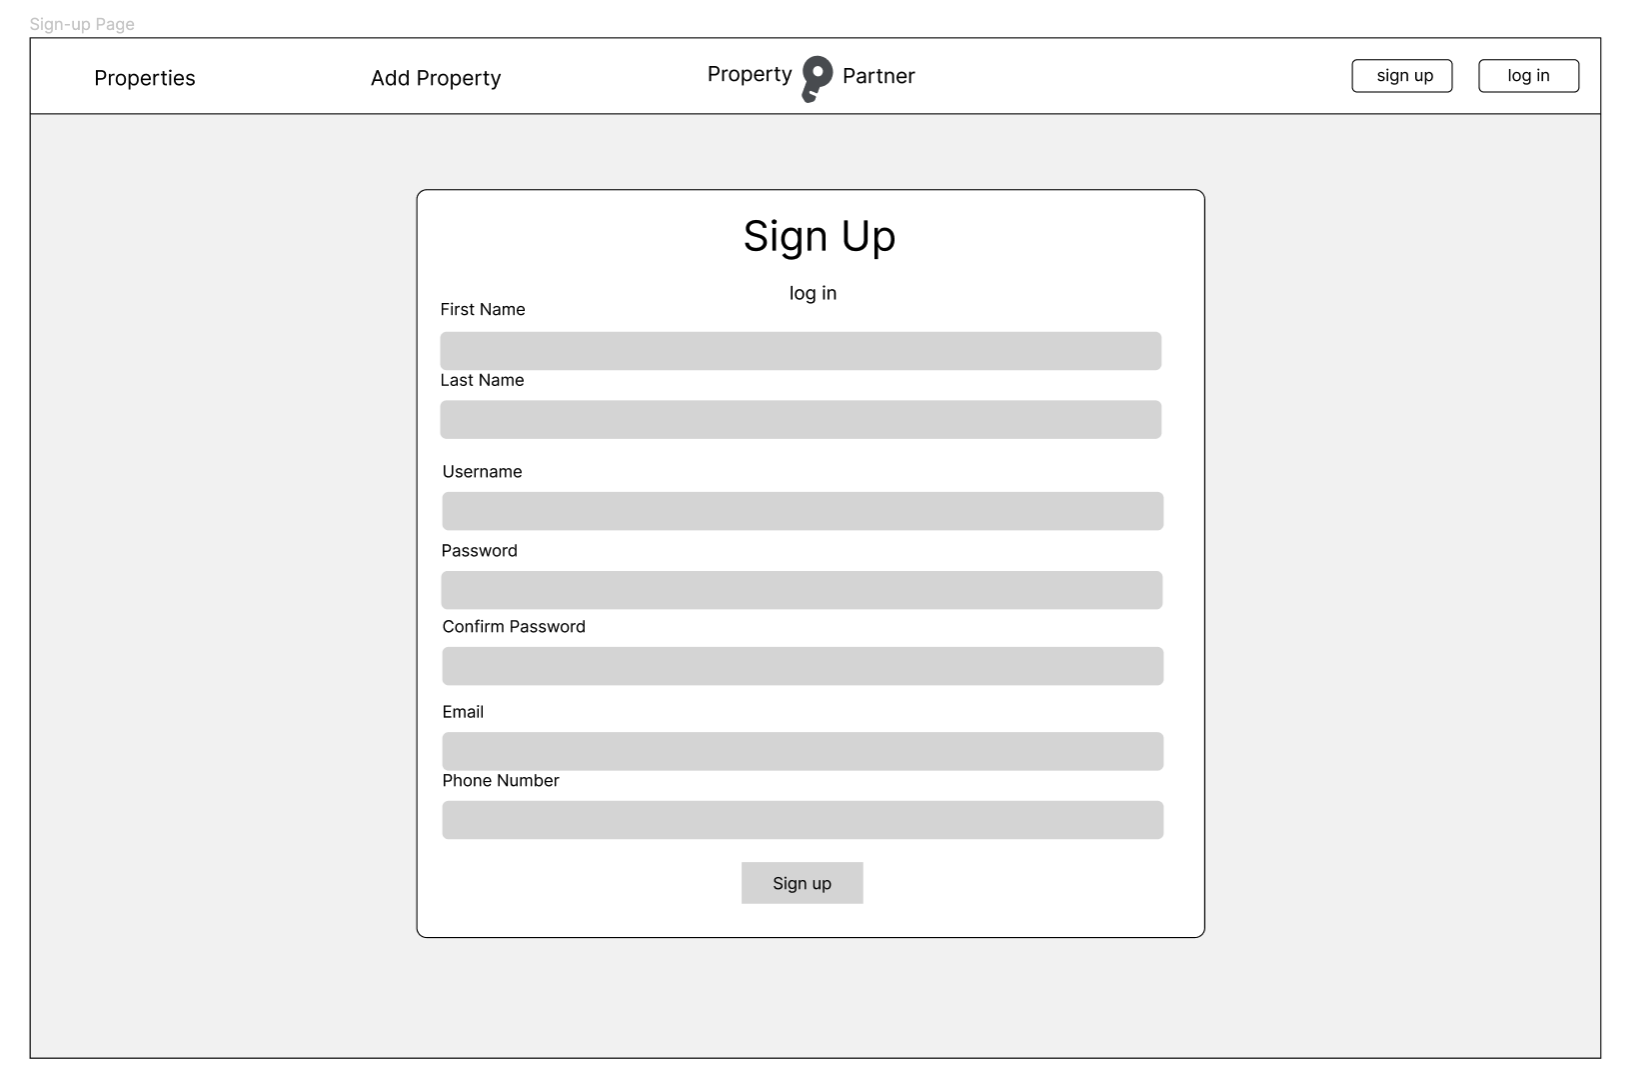 Sign-up Page
Properties
Add Property
Property Partner
sign up
log in
Sign Up
log in
First Name
Last Name
Username
Password
Confirm Password
Email
Phone Number
Sign up